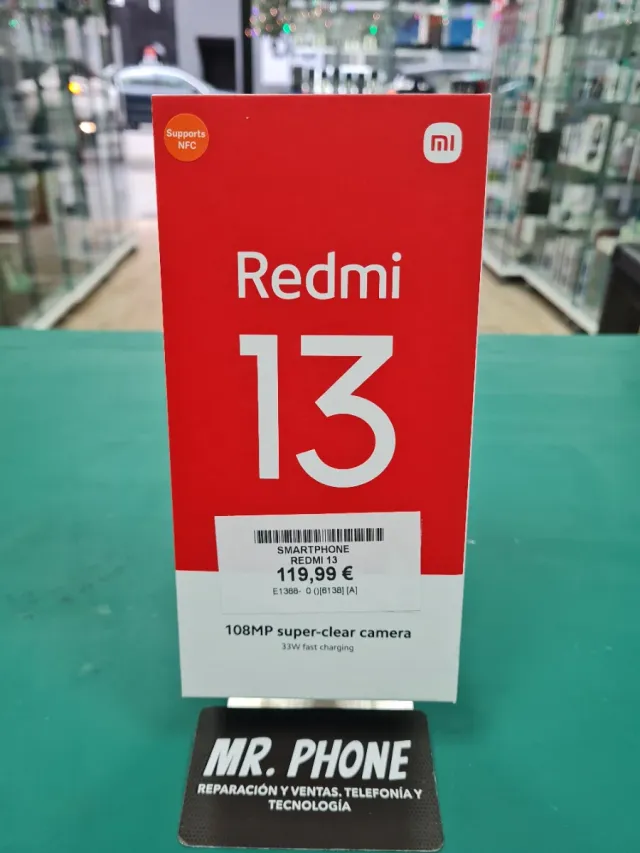 Supports
NFC
mi
Redmi
13
SMARTPHONE
REDMI 13
119,99 €
E1388- 0 ()[6138] [A]
108MP super-clear camera
33W fast charging
MR. PHONE
REPARACIÓN Y VENTAS. TELEFONÍA Y
TECNOLOGÍA